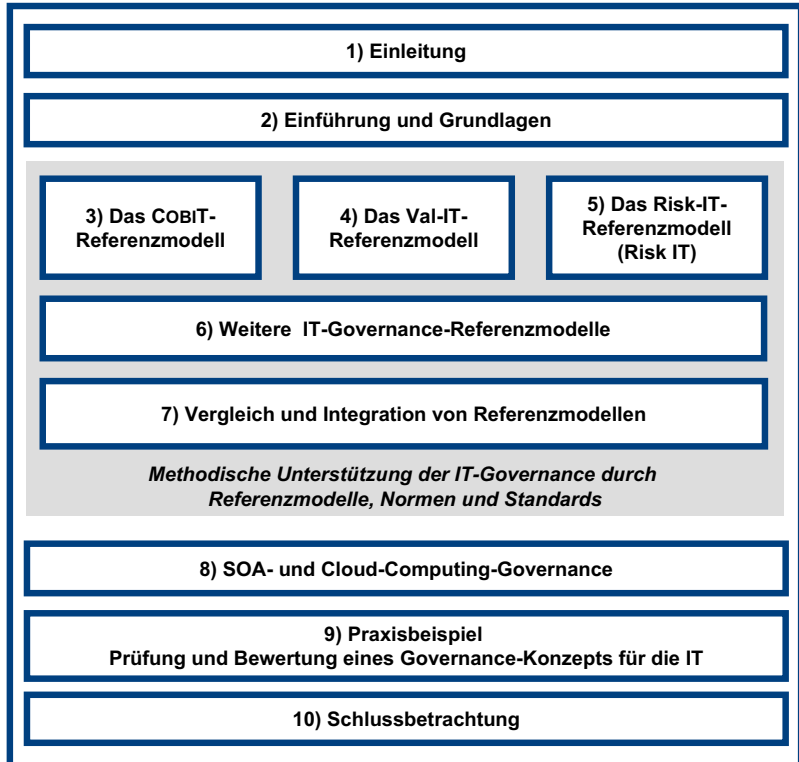 1) Einleitung
2) Einführung und Grundlagen
3) Das COBIT-
Referenzmodell
4) Das Val-IT-
Referenzmodell
5) Das Risk-IT-
Referenzmodell
(Risk IT)
6) Weitere IT-Governance-Referenzmodelle
7) Vergleich und Integration von Referenzmodellen
Methodische Unterstützung der IT-Governance durch
Referenzmodelle, Normen und Standards
8) SOA- und Cloud-Computing-Governance
9) Praxisbeispiel
Prüfung und Bewertung eines Governance-Konzepts für die IT
10) Schlussbetrachtung